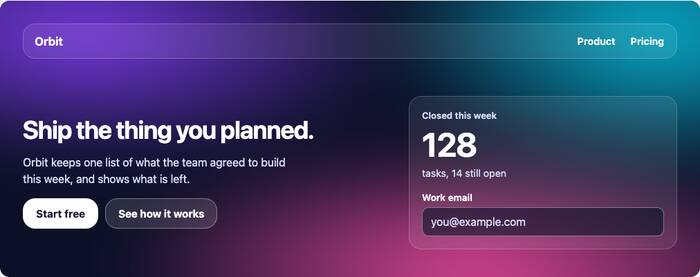 Orbit
Product
Pricing
Ship the thing you planned.
Orbit keeps one list of what the team agreed to build
this week, and shows what is left.
Start free
See how it works
Closed this week
128
tasks, 14 still open
Work email
you@example.com